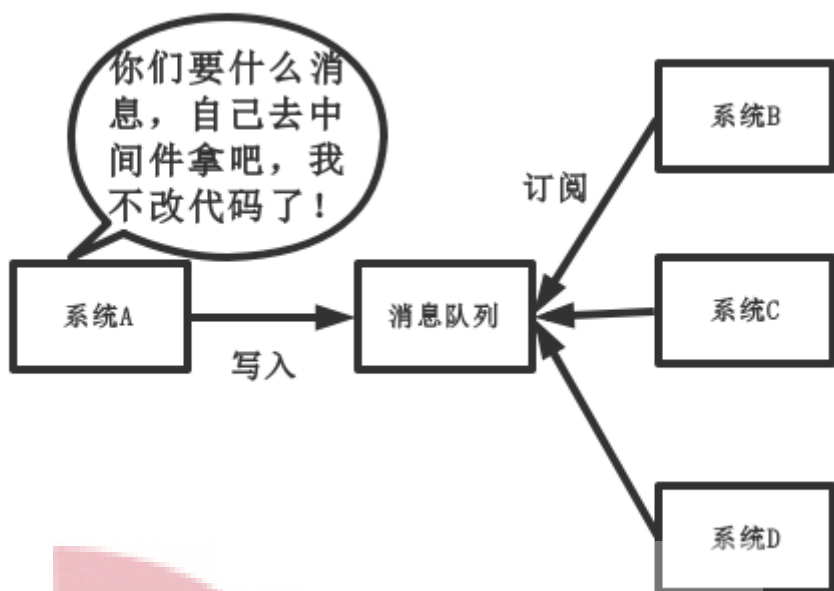 你们要什么消
息，自己去中
间件拿吧，我
不改代码了！
系统B
订阅
系统A
消息队列
系统C
写入
系统D